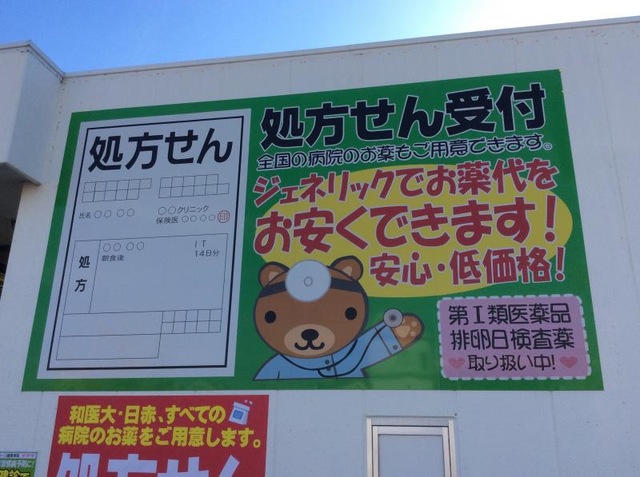 処方せん
氏名 ○○○○
○○クリニック
保険医 ○○○○ 印
処方
○○○○ 1T
朝食後 14日分
処方せん受付
全国の病院のお薬もご用意できます。
ジェネリックでお薬代を
お安くできます!
安心・低価格!
第Ⅰ類医薬品
排卵日検査薬
取り扱い中!
和医大・日赤、すべての
病院のお薬をご用意します。
処方せん